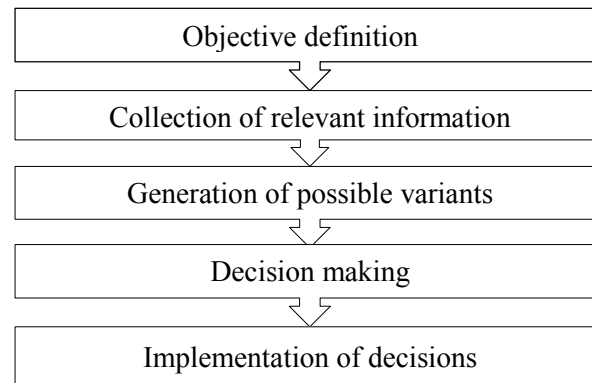 Objective definition
Collection of relevant information
Generation of possible variants
Decision making
Implementation of decisions